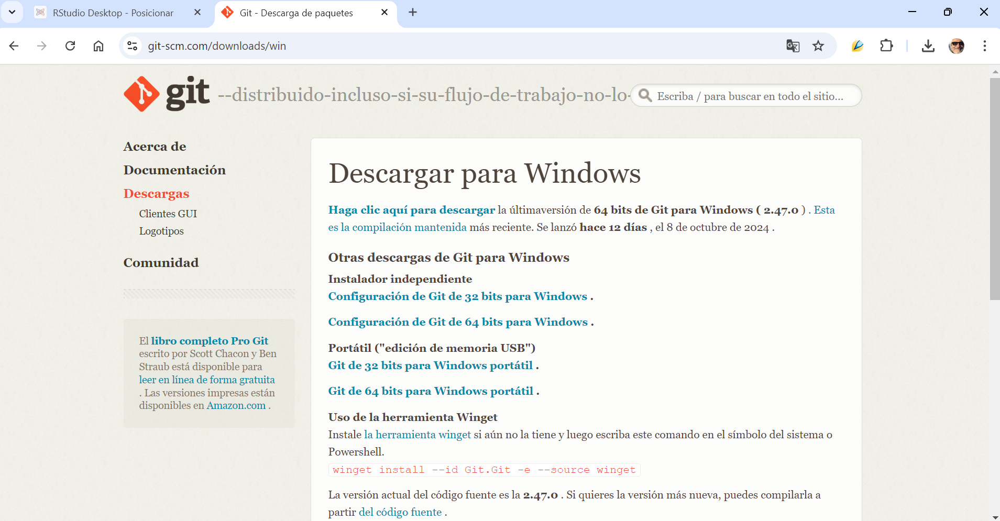 RStudio Desktop - Posicionar
Git - Descarga de paquetes
git-scm.com/downloads/win
git --distribuido-incluso-si-su-flujo-de-trabajo-no-lo-
Escriba / para buscar en todo el sitio...
Acerca de
Documentación
Descargas
Clientes GUI
Logotipos
Comunidad
El libro completo Pro Git
escrito por Scott Chacon y Ben
Straub está disponible para
leer en línea de forma gratuita
. Las versiones impresas están
disponibles en Amazon.com .
Descargar para Windows
Haga clic aquí para descargar la últimaversión de 64 bits de Git para Windows ( 2.47.0 ) . Esta
es la compilación mantenida más reciente. Se lanzó hace 12 días , el 8 de octubre de 2024 .
Otras descargas de Git para Windows
Instalador independiente
Configuración de Git de 32 bits para Windows .
Configuración de Git de 64 bits para Windows .
Portátil ("edición de memoria USB")
Git de 32 bits para Windows portátil .
Git de 64 bits para Windows portátil .
Uso de la herramienta Winget
Instale la herramienta winget si aún no la tiene y luego escriba este comando en el símbolo del sistema o
Powershell.
winget install --id Git.Git -e --source winget
La versión actual del código fuente es la 2.47.0 . Si quieres la versión más nueva, puedes compilarla a
partir del código fuente .